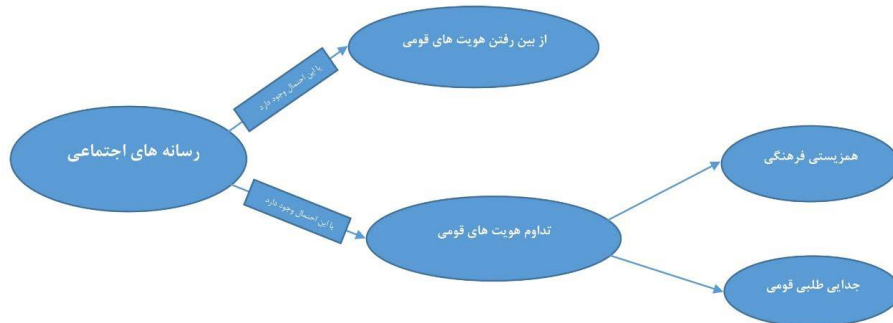 از بین رفتن هویت های قومی
یا این احتمال وجود دارد
رسانه های اجتماعی
همزیستی فرهنگی
یا این احتمال وجود دارد
تداوم هویت های قومی
جدایی طلبی قومی